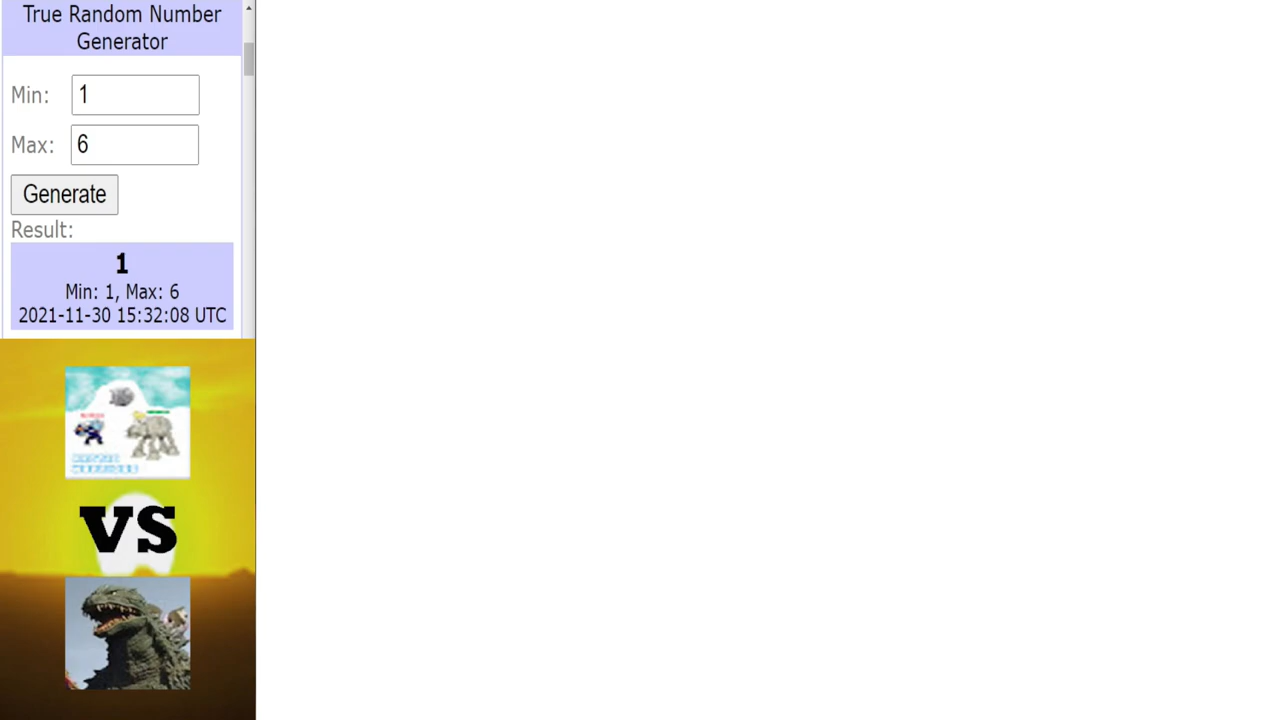 True Random Number
Generator
Min: 1
Max: 6
Generate
Result:
1
Min: 1, Max: 6
2021-11-30 15:32:08 UTC
VS